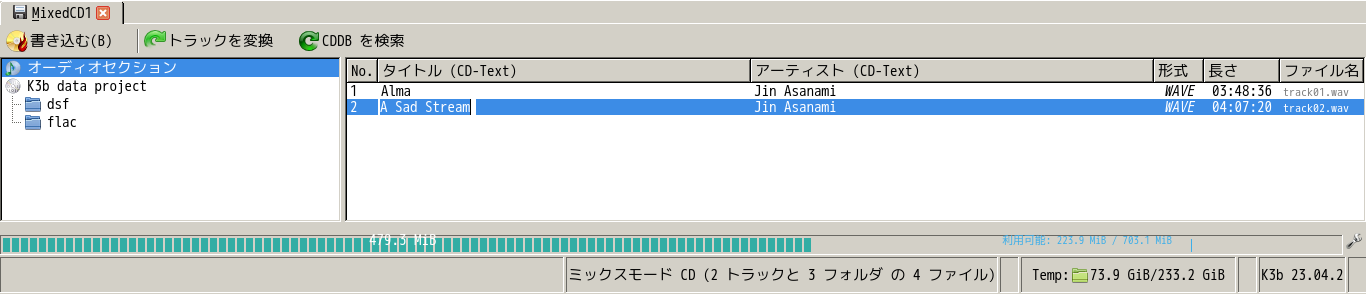 MixedCD1
書き込む(B) トラックを変換 CDDB を検索
オーディオセクション
K3b data project
dsf
flac
No. タイトル (CD-Text) アーティスト (CD-Text) 形式 長さ ファイル名
1 Alma Jin Asanami WAVE 03:48:36 track01.wav
2 A Sad Stream Jin Asanami WAVE 04:07:20 track02.wav
479.3 MiB 利用可能: 223.9 MiB / 703.1 MiB
ミックスモード CD (2 トラックと 3 フォルダ の 4 ファイル) Temp: 73.9 GiB/233.2 GiB K3b 23.04.2